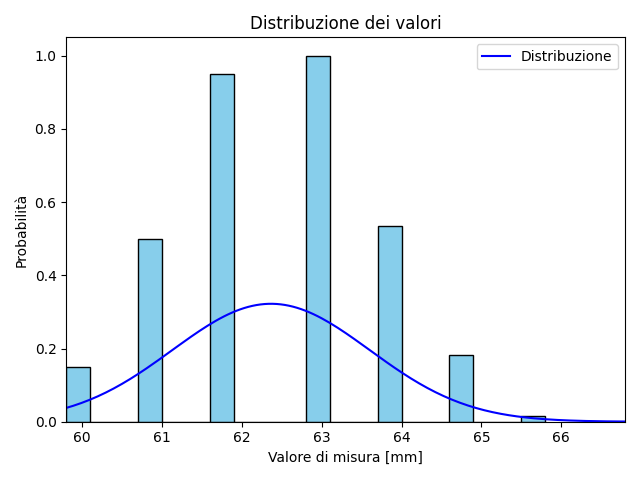 Distribuzione dei valori
Distribuzione
1.0
0.8
0.6
0.4
0.2
0.0
Probabilità
60 61 62 63 64 65 66
Valore di misura [mm]